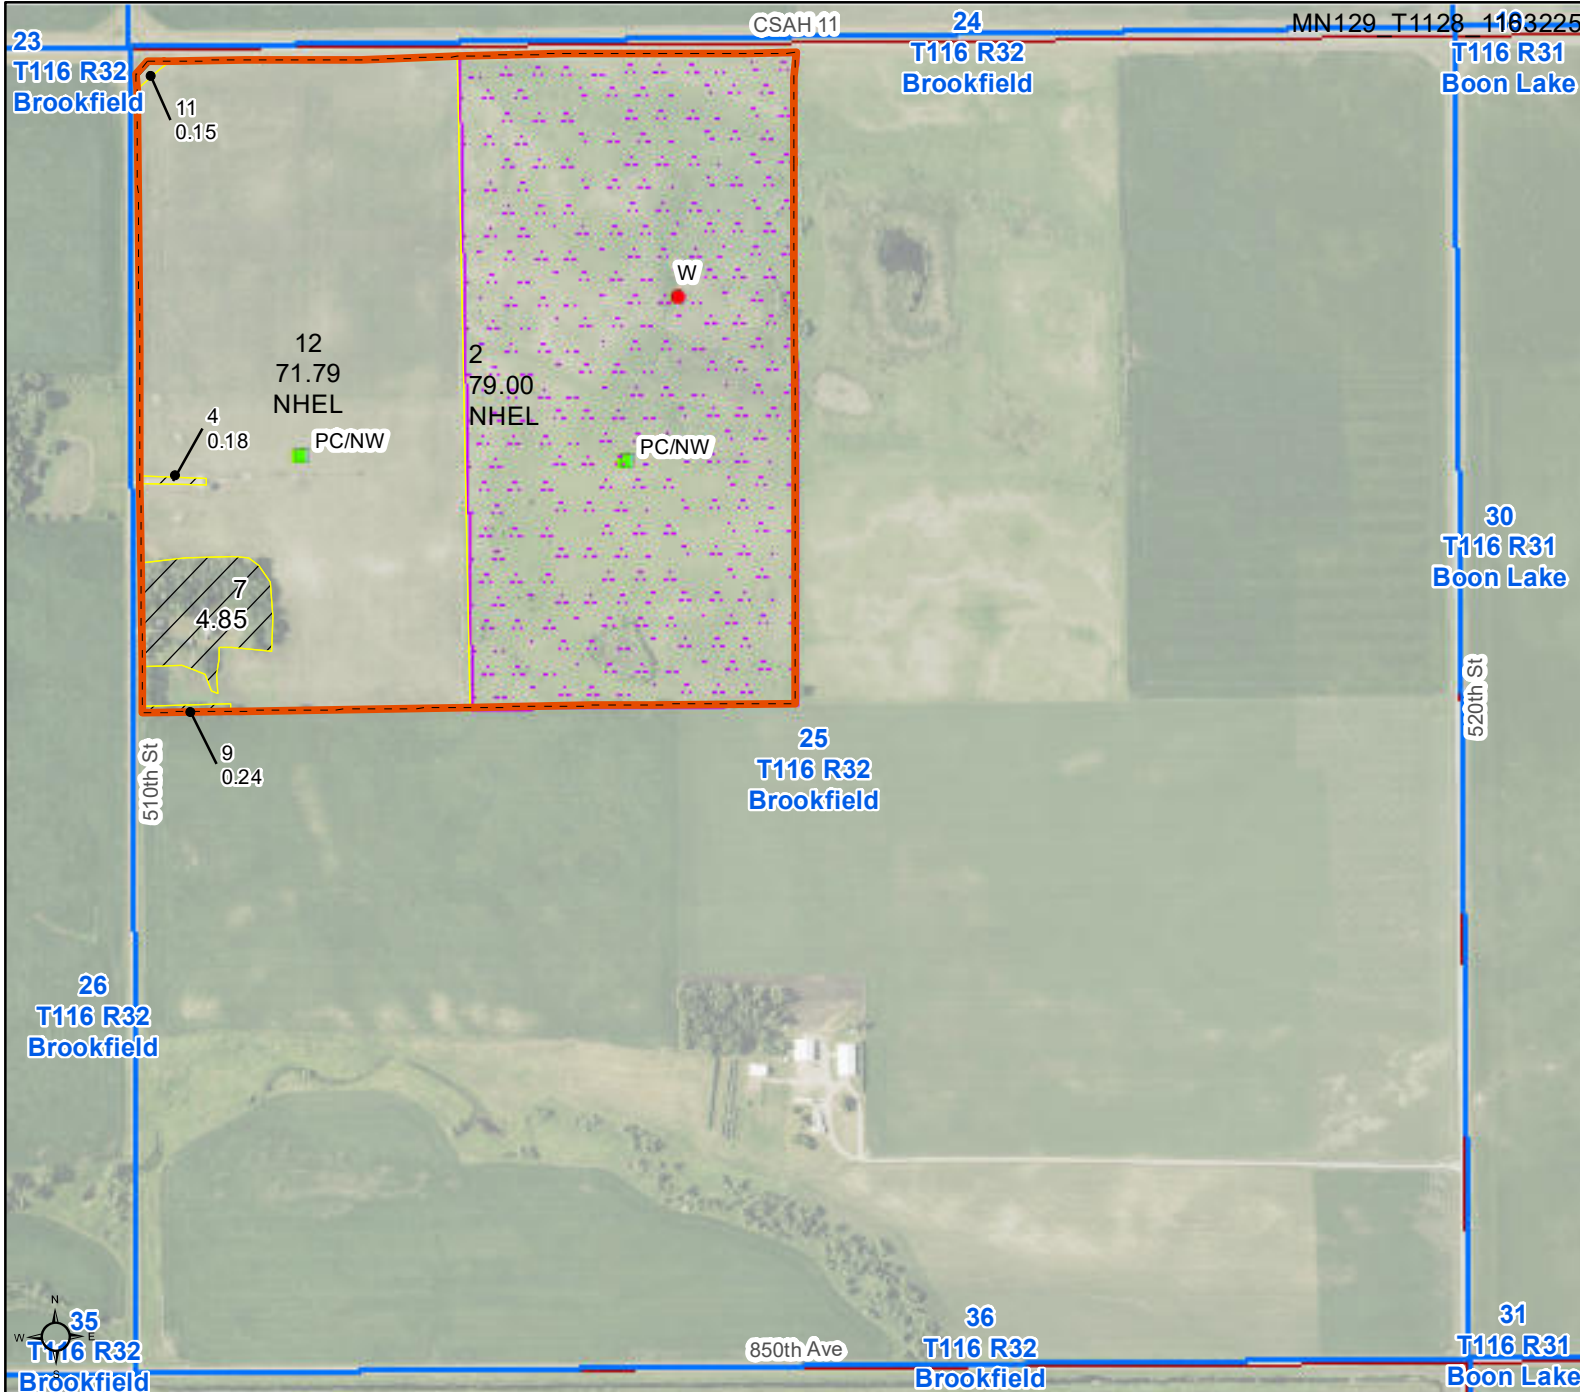 CSAH 11
MN129_T1128_1163225
23
T116 R32
Brookfield
24
T116 R32
Brookfield
T116 R31
Boon Lake
11
0.15
W
12
71.79
NHEL
2
79.00
NHEL
4
0.18
PC/NW
PC/NW
30
T116 R31
Boon Lake
7
4.85
9
0.24
510th St
520th St
25
T116 R32
Brookfield
26
T116 R32
Brookfield
N
W
E
S
35
T116 R32
Brookfield
850th Ave
36
T116 R32
Brookfield
31
T116 R31
Boon Lake